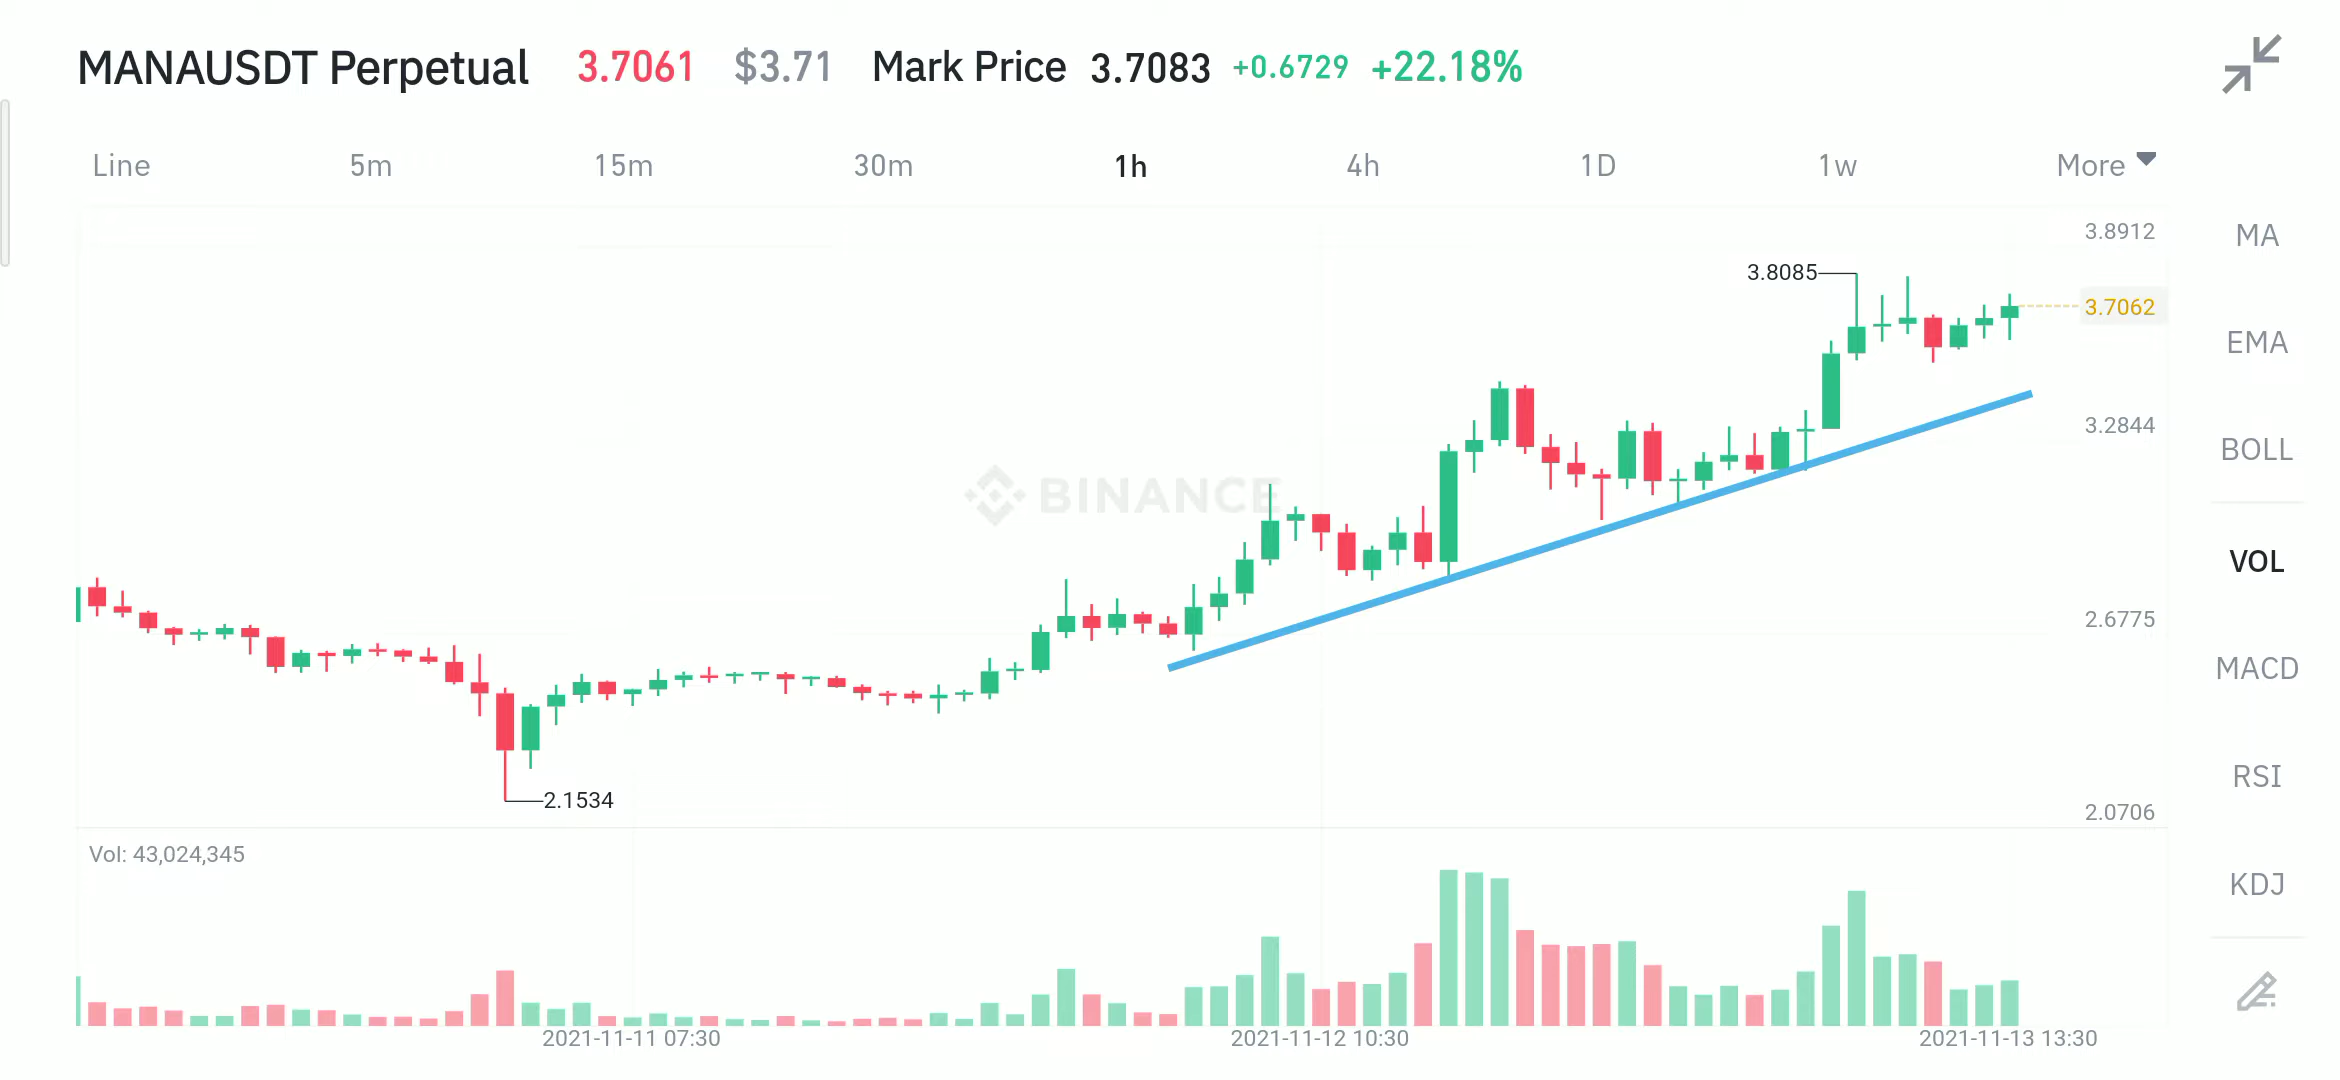 MANAUSDT Perpetual 3.7061 $3.71 Mark Price 3.7083 +0.6729 +22.18%
Line 5m 15m 30m 1h 4h 1D 1w More
3.8912
3.8085
3.7062
3.2844
2.6775
2.1534
2.0706
BINANCE
Vol: 43,024,345
2021-11-11 07:30 2021-11-12 10:30 2021-11-13 13:30
MA
EMA
BOLL
VOL
MACD
RSI
KDJ